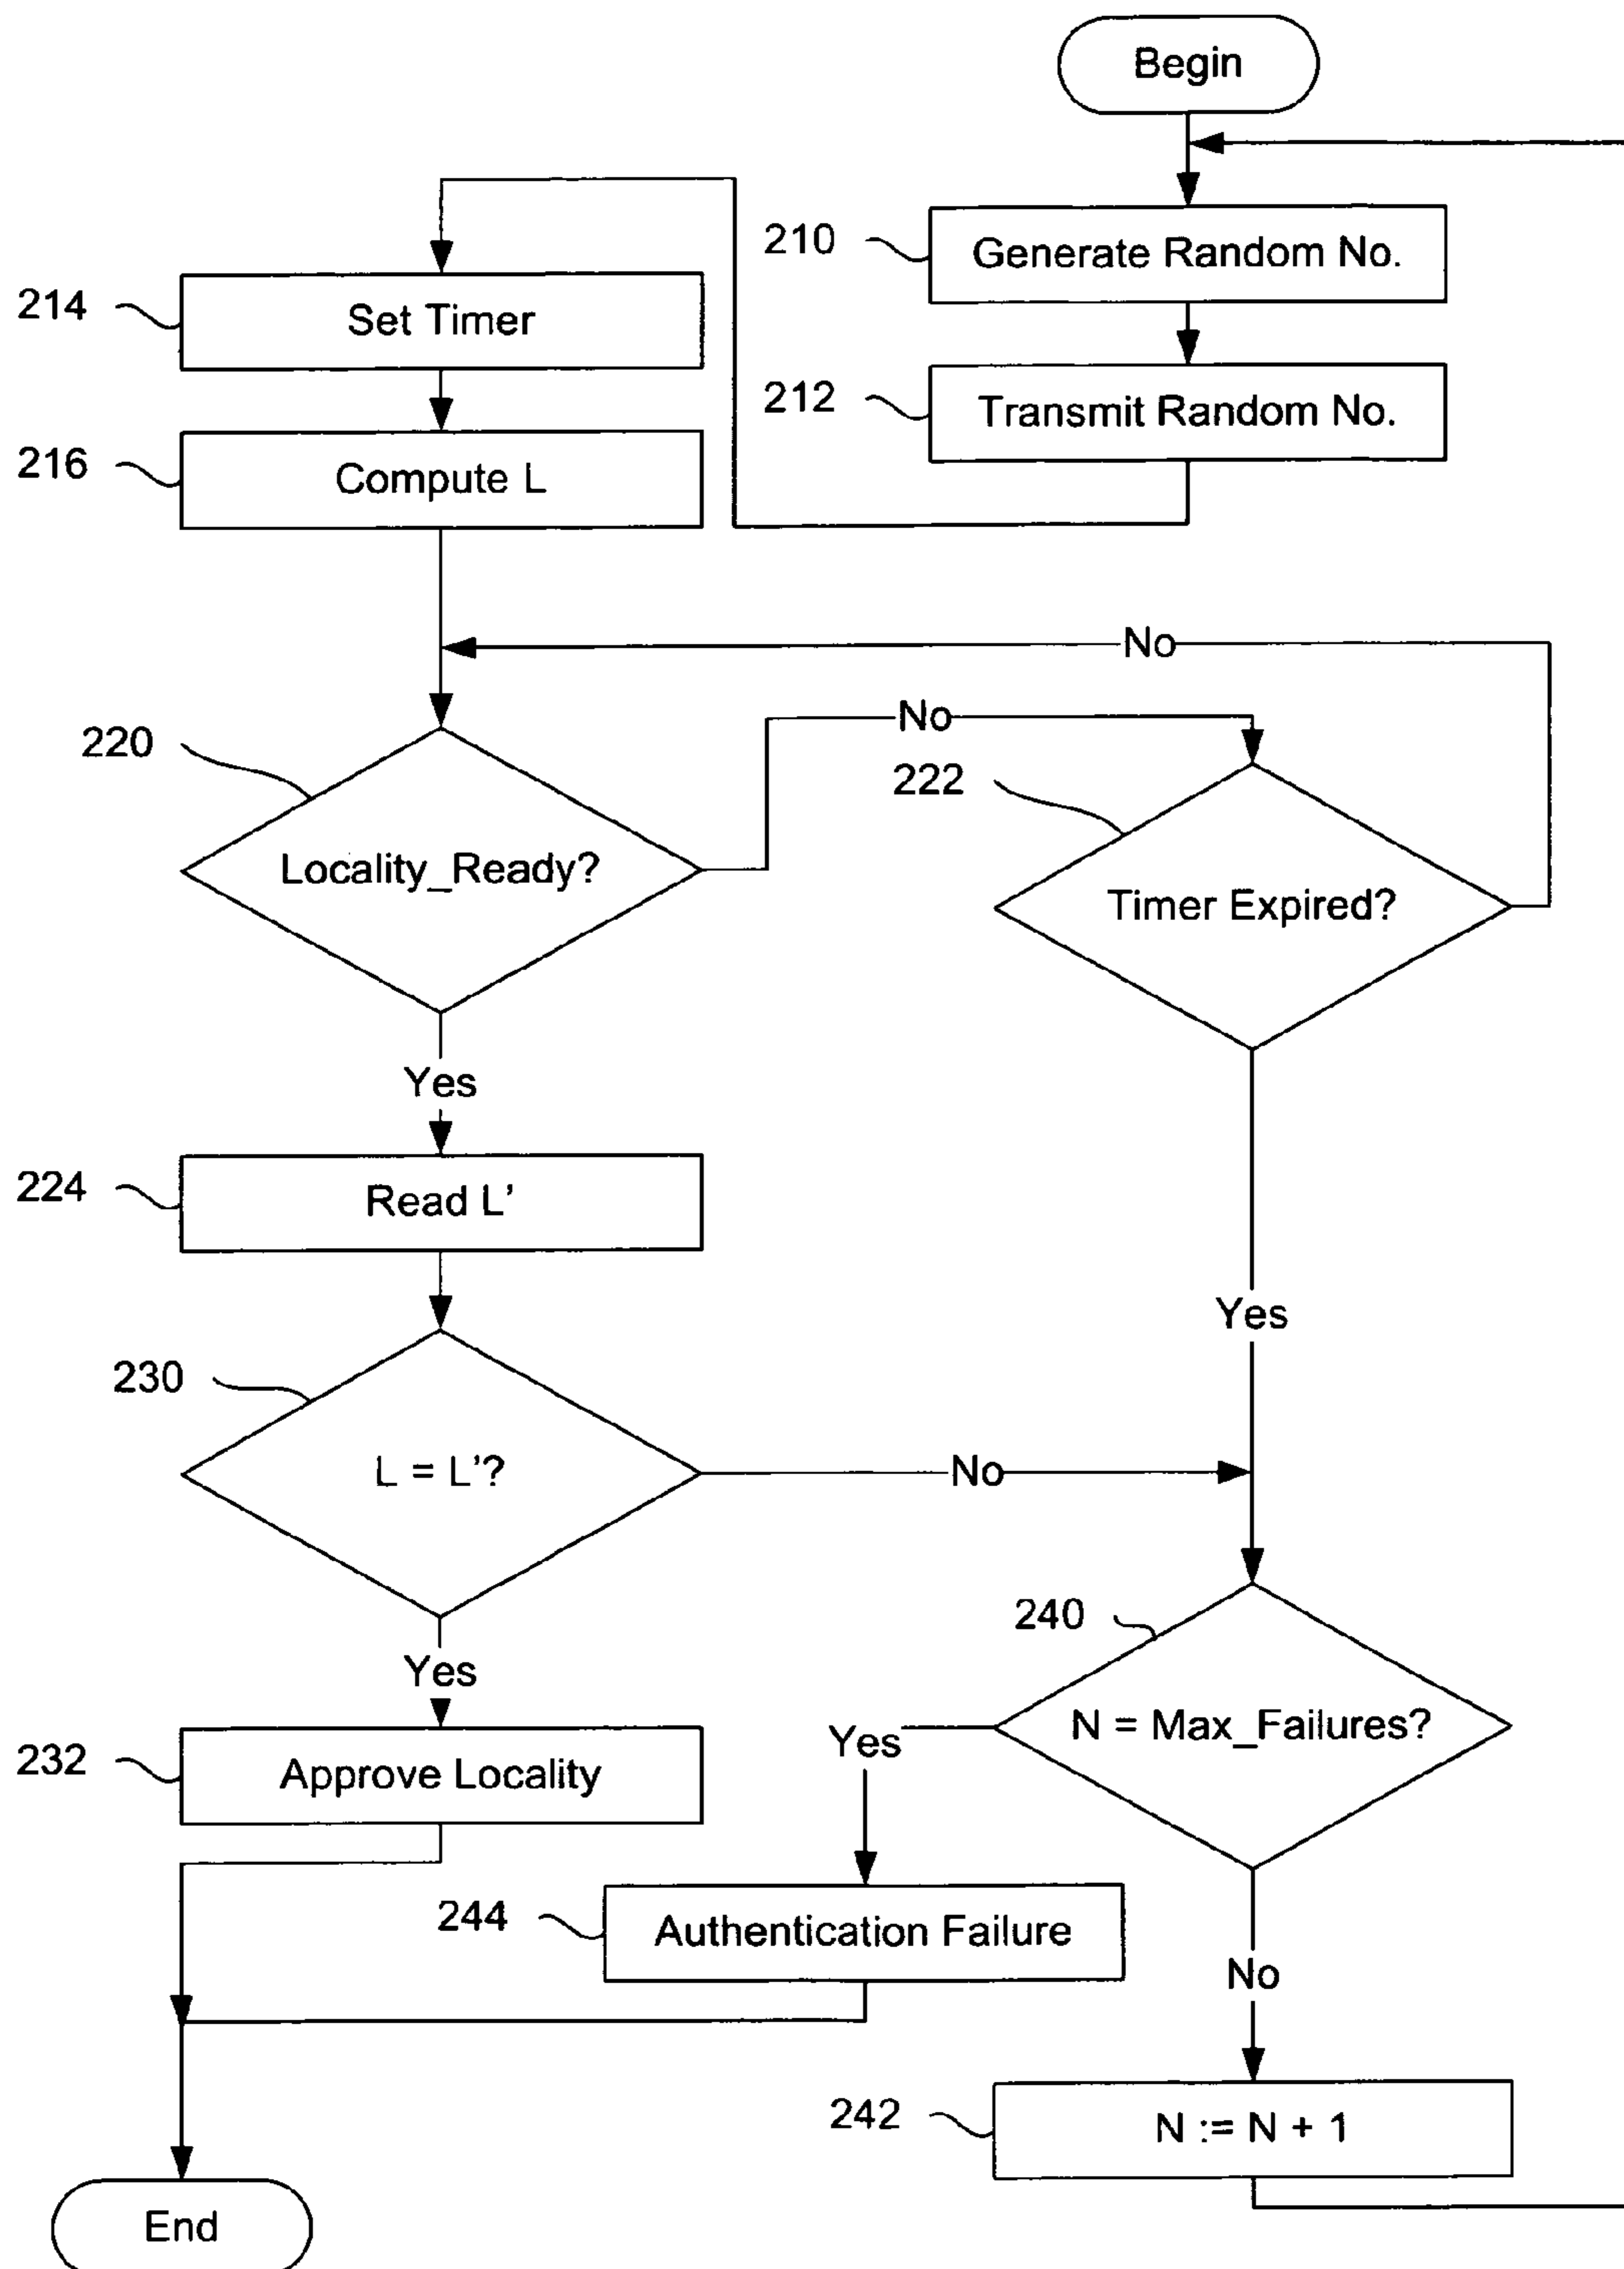 Begin
210
Generate Random No.
212
Transmit Random No.
214
Set Timer
216
Compute L
No
220
Locality_Ready?
No
222
Timer Expired?
Yes
224
Read L’
Yes
230
L = L’?
No
240
N = Max_Failures?
Yes
232
Approve Locality
Yes
244
Authentication Failure
No
242
N := N + 1
End